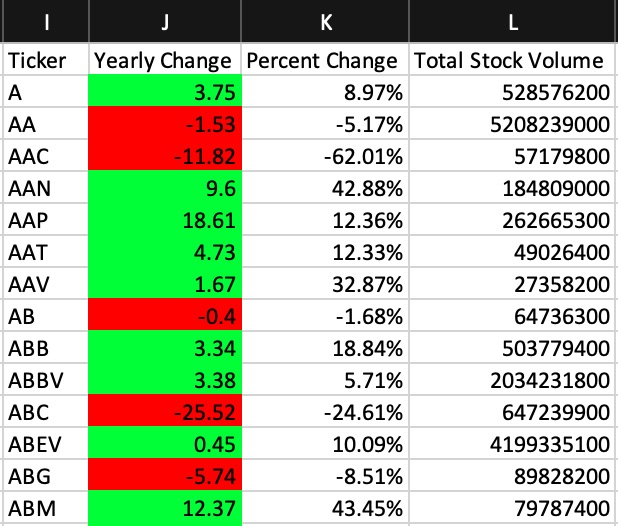 I J K L
Ticker Yearly Change Percent Change Total Stock Volume
A 3.75 8.97% 528576200
AA -1.53 -5.17% 5208239000
AAC -11.82 -62.01% 57179800
AAN 9.6 42.88% 184809000
AAP 18.61 12.36% 262665300
AAT 4.73 12.33% 49026400
AAV 1.67 32.87% 27358200
AB -0.4 -1.68% 64736300
ABB 3.34 18.84% 503779400
ABBV 3.38 5.71% 2034231800
ABC -25.52 -24.61% 647239900
ABEV 0.45 10.09% 4199335100
ABG -5.74 -8.51% 89828200
ABM 12.37 43.45% 79787400